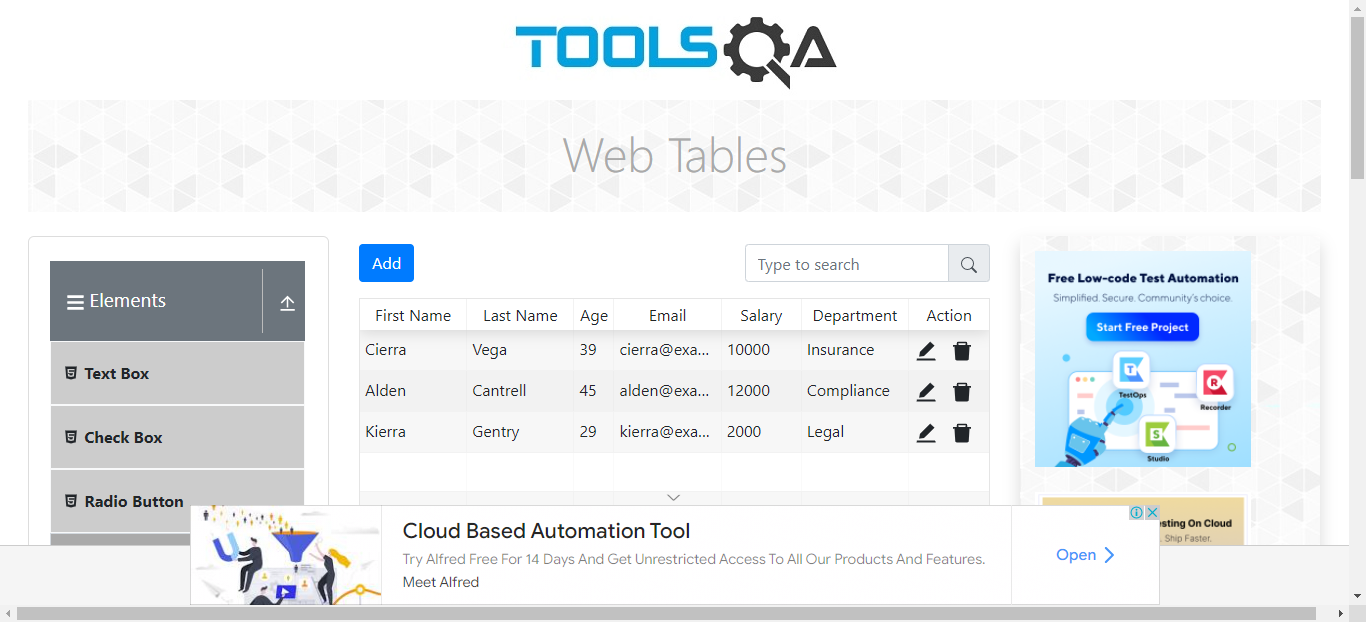 TOOLSQA
Web Tables
Elements
Text Box
Check Box
Radio Button
Add
Type to search
First Name Last Name Age Email Salary Department Action
Cierra Vega 39 cierra@exa... 10000 Insurance
Alden Cantrell 45 alden@exa... 12000 Compliance
Kierra Gentry 29 kierra@exa... 2000 Legal
Free Low-code Test Automation
Simplified. Secure. Community's choice.
Start Free Project
TestOps
Recorder
Studio
On Cloud
Ship Faster.
Cloud Based Automation Tool
Try Alfred Free For 14 Days And Get Unrestricted Access To All Our Products And Features.
Meet Alfred
Open